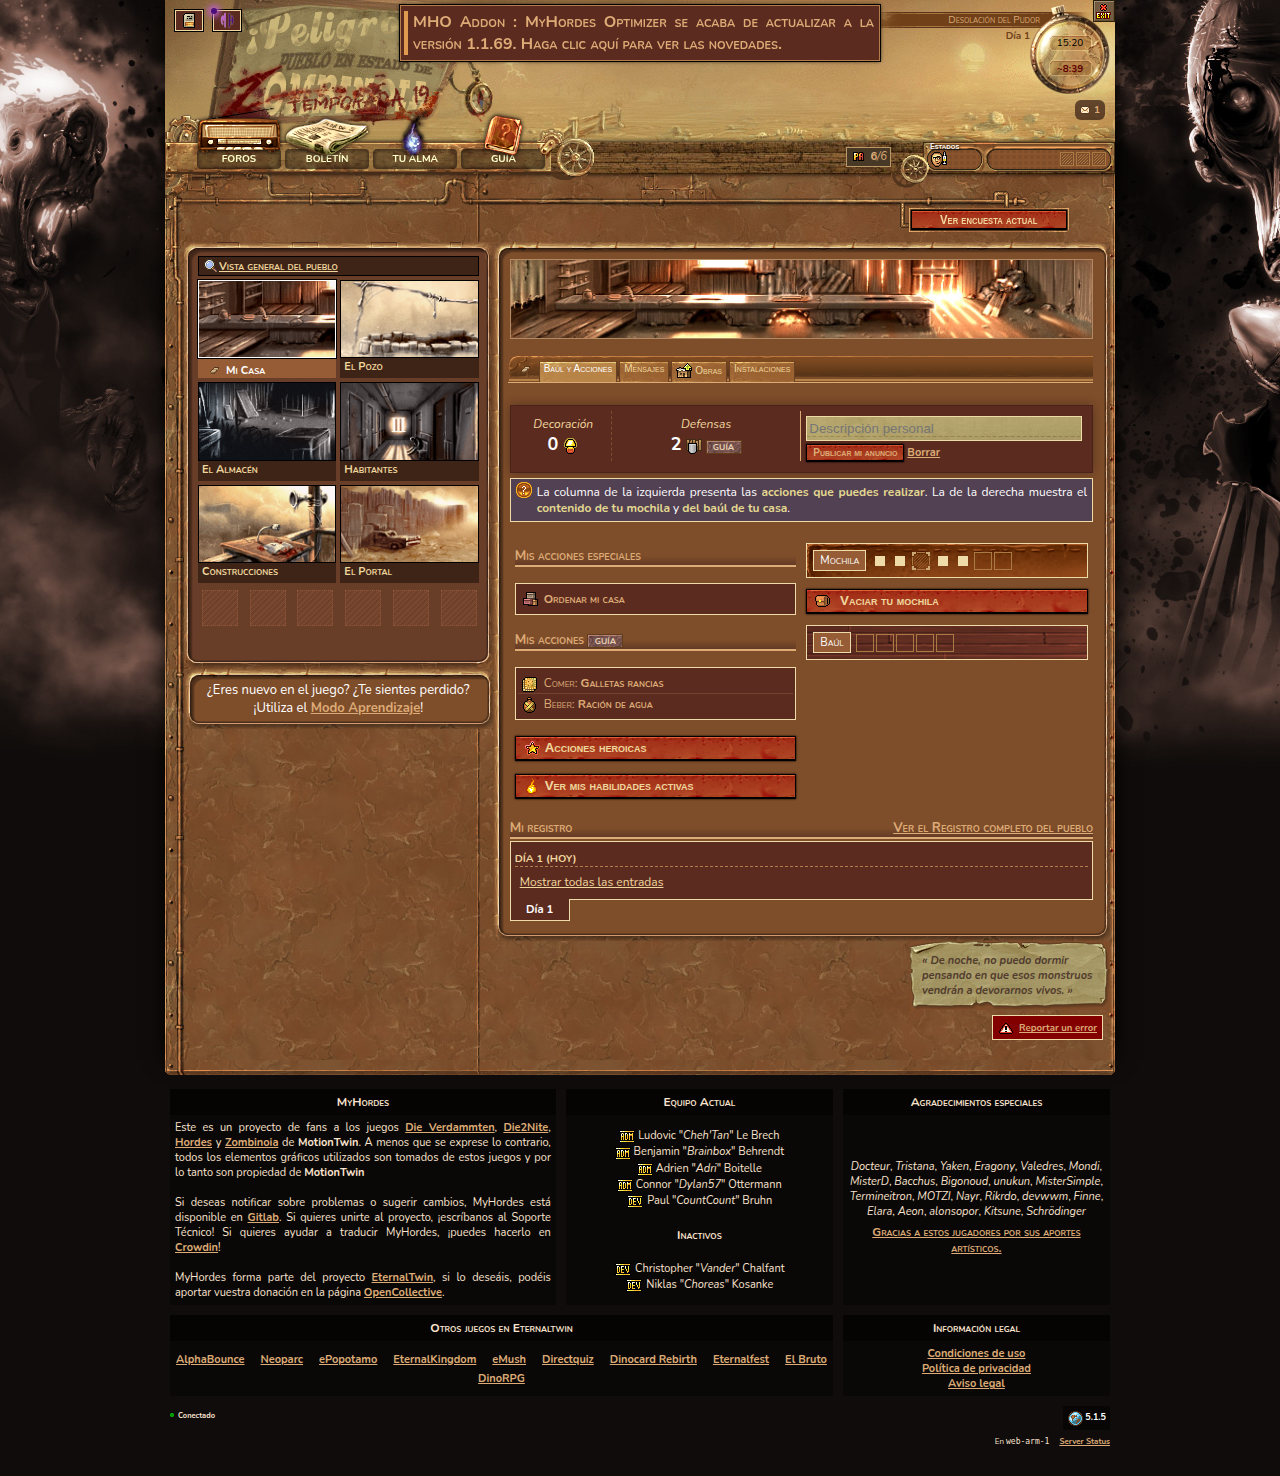 MHO Addon : MyHordes Optimizer se acaba de actualizar a la
versión 1.1.69. Haga clic aquí para ver las novedades.
Desolación del Pudor
Día 1
EXIT
15:20
~8:39
¡Peligro
PUEBLO EN ESTADO DE
TEMPORADA 19
1
FOROS
BOLETÍN
TU ALMA
GUÍA
PA 6/6
Estados
Ver encuesta actual
Vista general del pueblo
Mi Casa
El Pozo
El Almacén
Habitantes
Construcciones
El Portal
¿Eres nuevo en el juego? ¿Te sientes perdido?
¡Utiliza el Modo Aprendizaje!
Baúl y Acciones
Mensajes
Obras
Instalaciones
Decoración
0
Defensas
2 GUÍA
Descripción personal
Publicar mi anuncio Borrar
La columna de la izquierda presenta las acciones que puedes realizar. La de la derecha muestra el
contenido de tu mochila y del baúl de tu casa.
Mis acciones especiales
Ordenar mi casa
Mis acciones GUÍA
Comer: Galletas rancias
Beber: Ración de agua
Acciones heroicas
Ver mis habilidades activas
Mochila
Vaciar tu mochila
Baúl
Mi registro
Ver el Registro completo del pueblo
DÍA 1 (HOY)
Mostrar todas las entradas
Día 1
« De noche, no puedo dormir
pensando en que esos monstruos
vendrán a devorarnos vivos. »
Reportar un error
MyHordes
Este es un proyecto de fans a los juegos Die Verdammten, Die2Nite,
Hordes y Zombinoia de MotionTwin. A menos que se exprese lo contrario,
todos los elementos gráficos utilizados son tomados de estos juegos y por
lo tanto son propiedad de MotionTwin
Si deseas notificar sobre problemas o sugerir cambios, MyHordes está
disponible en Gitlab. Si quieres unirte al proyecto, ¡escríbanos al Soporte
Técnico! Si quieres ayudar a traducir MyHordes, ¡puedes hacerlo en
Crowdin!
MyHordes forma parte del proyecto EternalTwin, si lo deseáis, podéis
aportar vuestra donación en la página OpenCollective.
Equipo Actual
ADM Ludovic "Cheh'Tan" Le Brech
ADM Benjamin "Brainbox" Behrendt
ADM Adrien "Adri" Boitelle
ADM Connor "Dylan57" Ottermann
DEV Paul "CountCount" Bruhn
Inactivos
DEV Christopher "Vander" Chalfant
DEV Niklas "Choreas" Kosanke
Agradecimientos especiales
Docteur, Tristana, Yaken, Eragony, Valedres, Mondi,
MisterD, Bacchus, Bigonoud, unukun, MisterSimple,
Termineitron, MOTZI, Nayr, Rikrdo, devwwm, Finne,
Elara, Aeon, alonsopor, Kitsune, Schrödinger
Gracias a estos jugadores por sus aportes
artísticos.
Otros juegos en Eternaltwin
AlphaBounce Neoparc ePopotamo EternalKingdom eMush Directquiz Dinocard Rebirth Eternalfest El Bruto
DinoRPG
Información legal
Condiciones de uso
Política de privacidad
Aviso legal
Conectado
5.1.5
En web-arm-1 Server Status